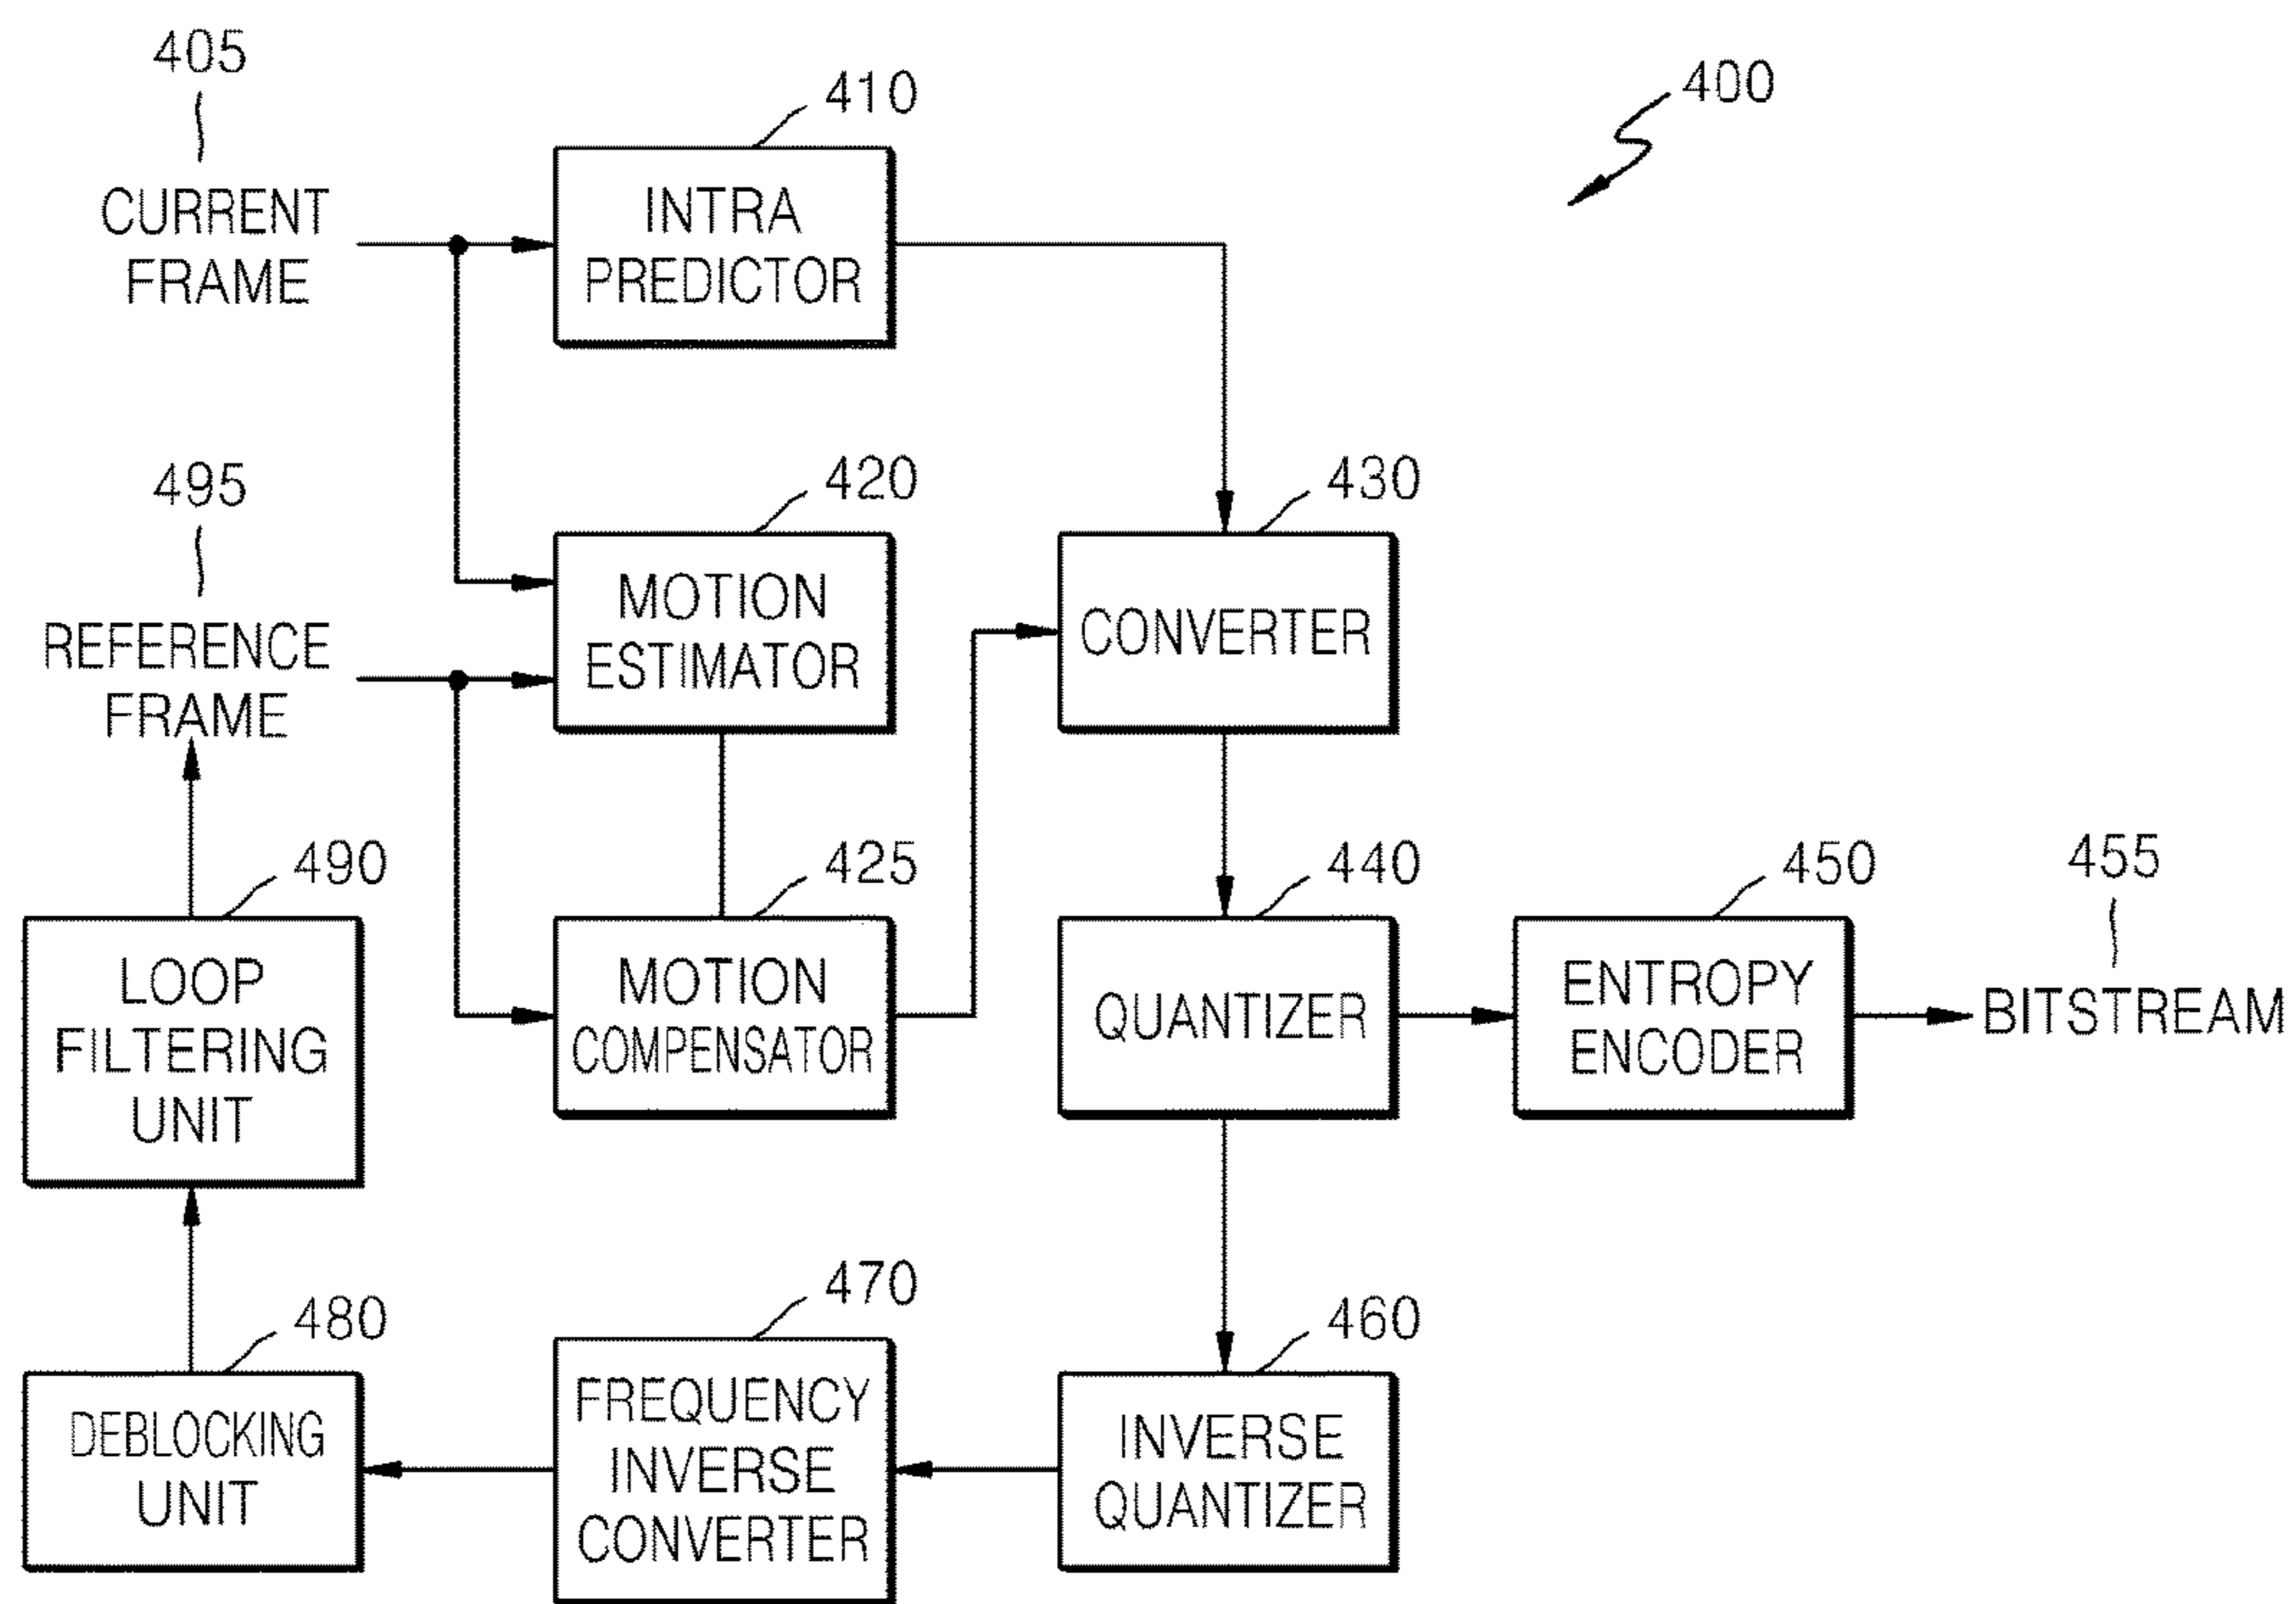 405
CURRENT
FRAME
410
INTRA
PREDICTOR
400
495
REFERENCE
FRAME
420
MOTION
ESTIMATOR
430
CONVERTER
490
LOOP
FILTERING
UNIT
425
MOTION
COMPENSATOR
440
QUANTIZER
450
ENTROPY
ENCODER
455
BITSTREAM
480
DEBLOCKING
UNIT
470
FREQUENCY
INVERSE
CONVERTER
460
INVERSE
QUANTIZER